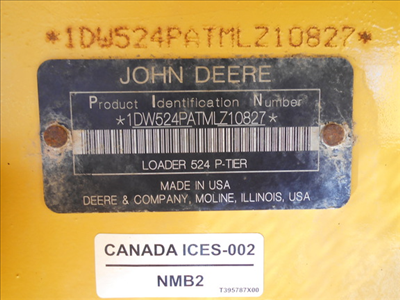 *1DW524PATMLZ10827*
JOHN DEERE
Product Identification Number
*1DW524PATMLZ10827*
LOADER 524 P-TIER
MADE IN USA
DEERE & COMPANY, MOLINE, ILLINOIS, USA
CANADA ICES-002
NMB2
T395787X00